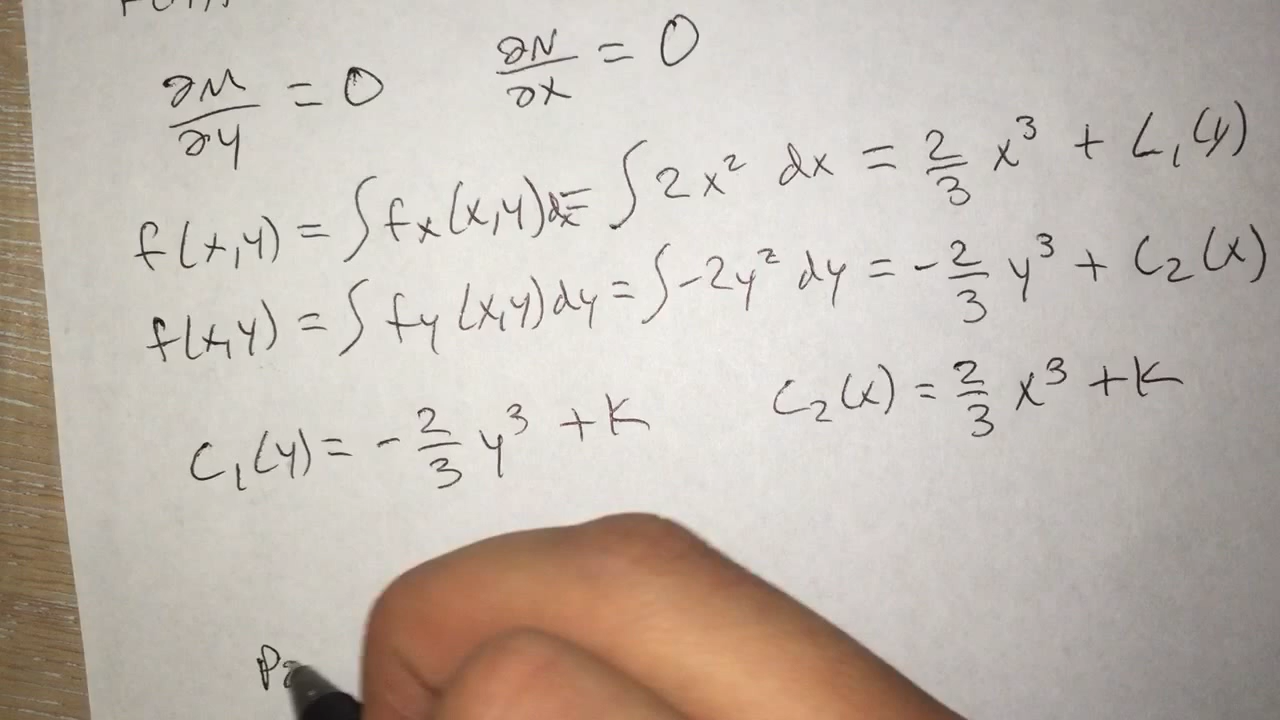 ∂M/∂y = 0    ∂N/∂x = 0
f(x,y) = ∫ fx(x,y)dx = ∫ 2x² dx = 2/3 x³ + C₁(y)
f(x,y) = ∫ fy(x,y)dy = ∫ -2y² dy = -2/3 y³ + C₂(x)
C₁(y) = -2/3 y³ + K    C₂(x) = 2/3 x³ + K